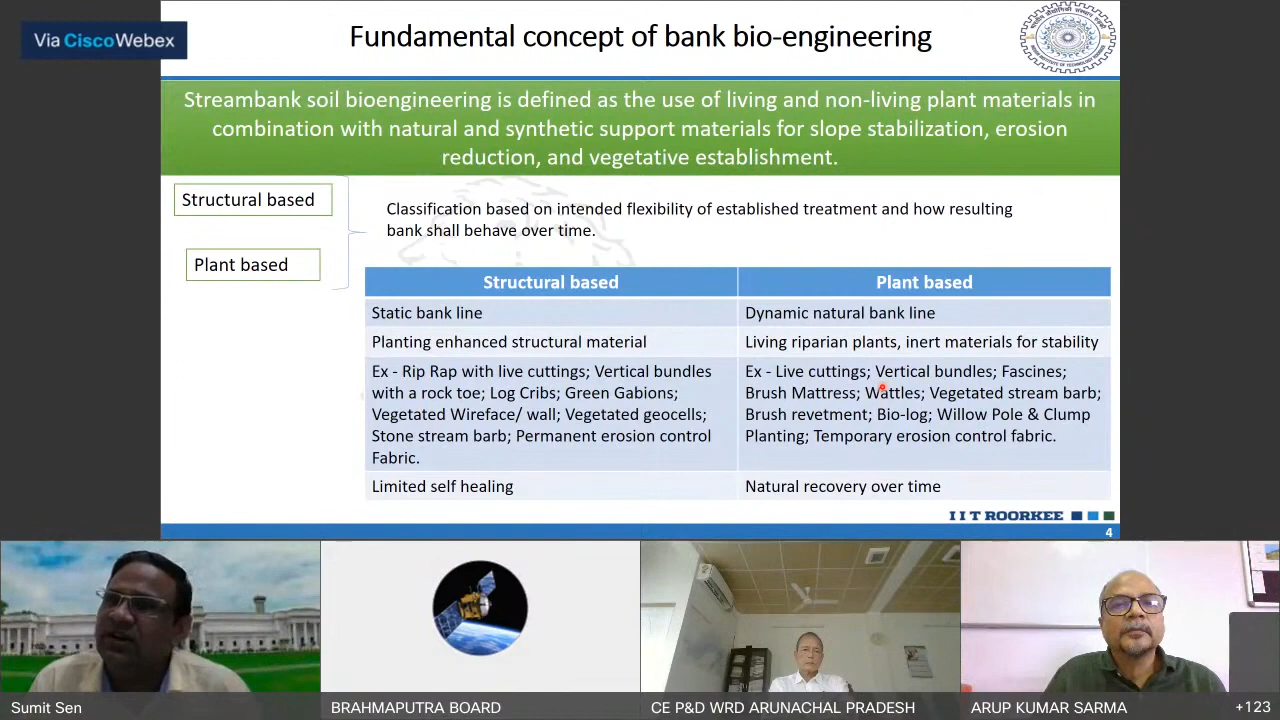 Via Cisco Webex
Fundamental concept of bank bio-engineering
Streambank soil bioengineering is defined as the use of living and non-living plant materials in
combination with natural and synthetic support materials for slope stabilization, erosion
reduction, and vegetative establishment.
Structural based
Plant based
Classification based on intended flexibility of established treatment and how resulting
bank shall behave over time.
Structural based
Plant based
Static bank line
Dynamic natural bank line
Planting enhanced structural material
Living riparian plants, inert materials for stability
Ex - Rip Rap with live cuttings; Vertical bundles
with a rock toe; Log Cribs; Green Gabions;
Vegetated Wireface/ wall; Vegetated geocells;
Stone stream barb; Permanent erosion control
Fabric.
Ex - Live cuttings; Vertical bundles; Fascines;
Brush Mattress; Wattles; Vegetated stream barb;
Brush revetment; Bio-log; Willow Pole & Clump
Planting; Temporary erosion control fabric.
Limited self healing
Natural recovery over time
I I T ROORKEE
4
Sumit Sen
BRAHMAPUTRA BOARD
CE P&D WRD ARUNACHAL PRADESH
ARUP KUMAR SARMA
+123